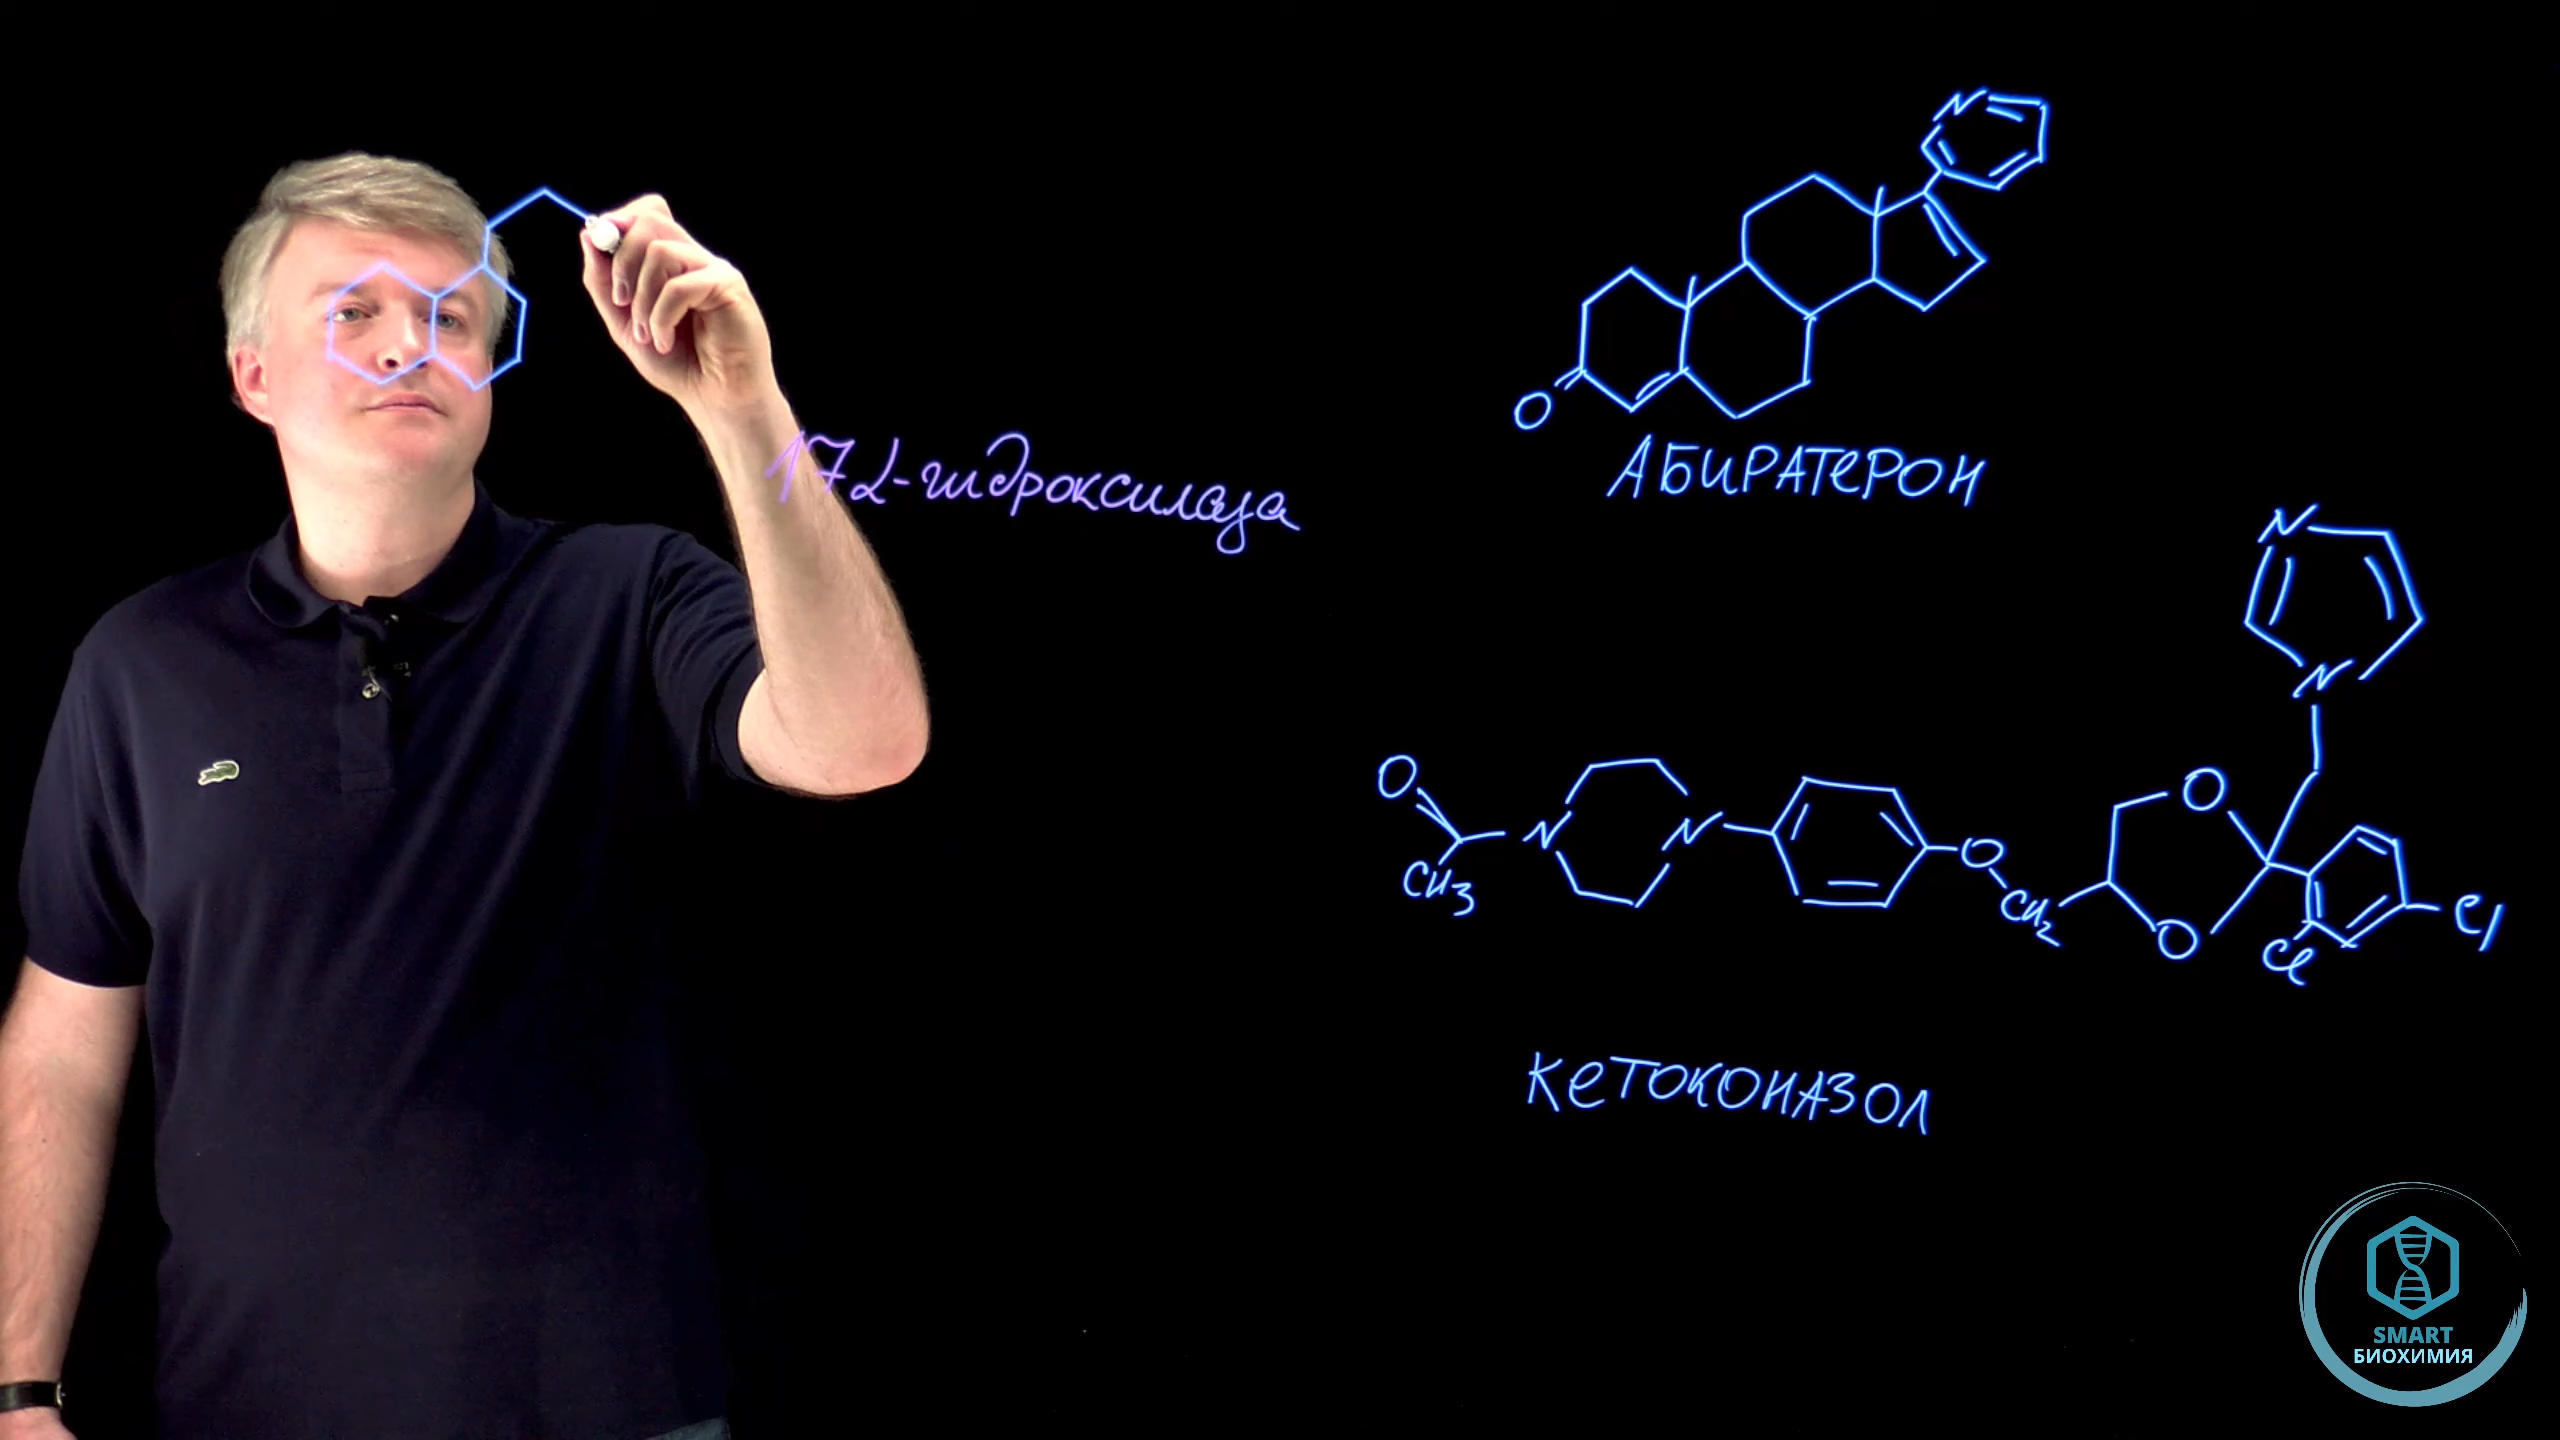 17α-гидроксилаза
N
O
АБИРАТЕРОН
N
N
O
CH3
N
N
O
CH2
O
O
Cl
Cl
КЕТОКОНАЗОЛ
SMART
БИОХИМИЯ